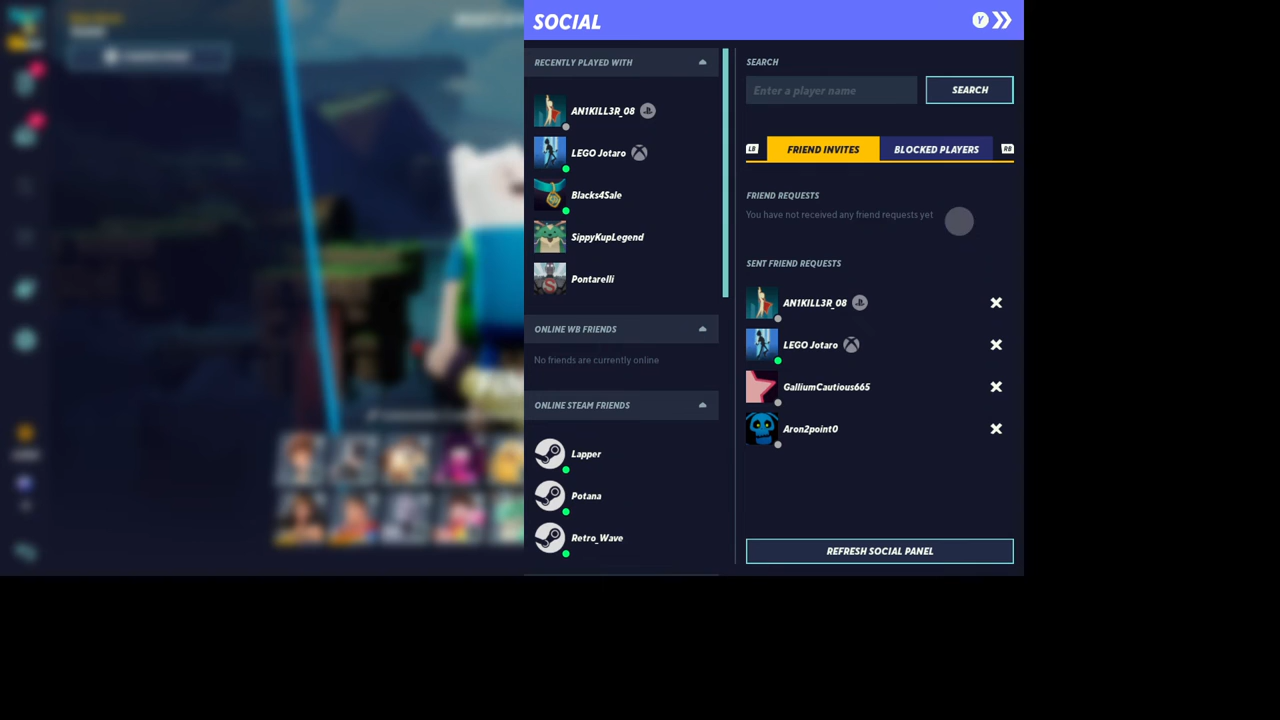 SOCIAL
Y
RECENTLY PLAYED WITH
AN1KILL3R_08
LEGO Jotaro
Blacks4Sale
SippyKupLegend
Pontarelli
ONLINE WB FRIENDS
No friends are currently online
ONLINE STEAM FRIENDS
Lapper
Potana
Retro_Wave
SEARCH
Enter a player name
SEARCH
LB
FRIEND INVITES
BLOCKED PLAYERS
RB
FRIEND REQUESTS
You have not received any friend requests yet
SENT FRIEND REQUESTS
AN1KILL3R_08
LEGO Jotaro
GalliumCautious665
Aron2point0
REFRESH SOCIAL PANEL